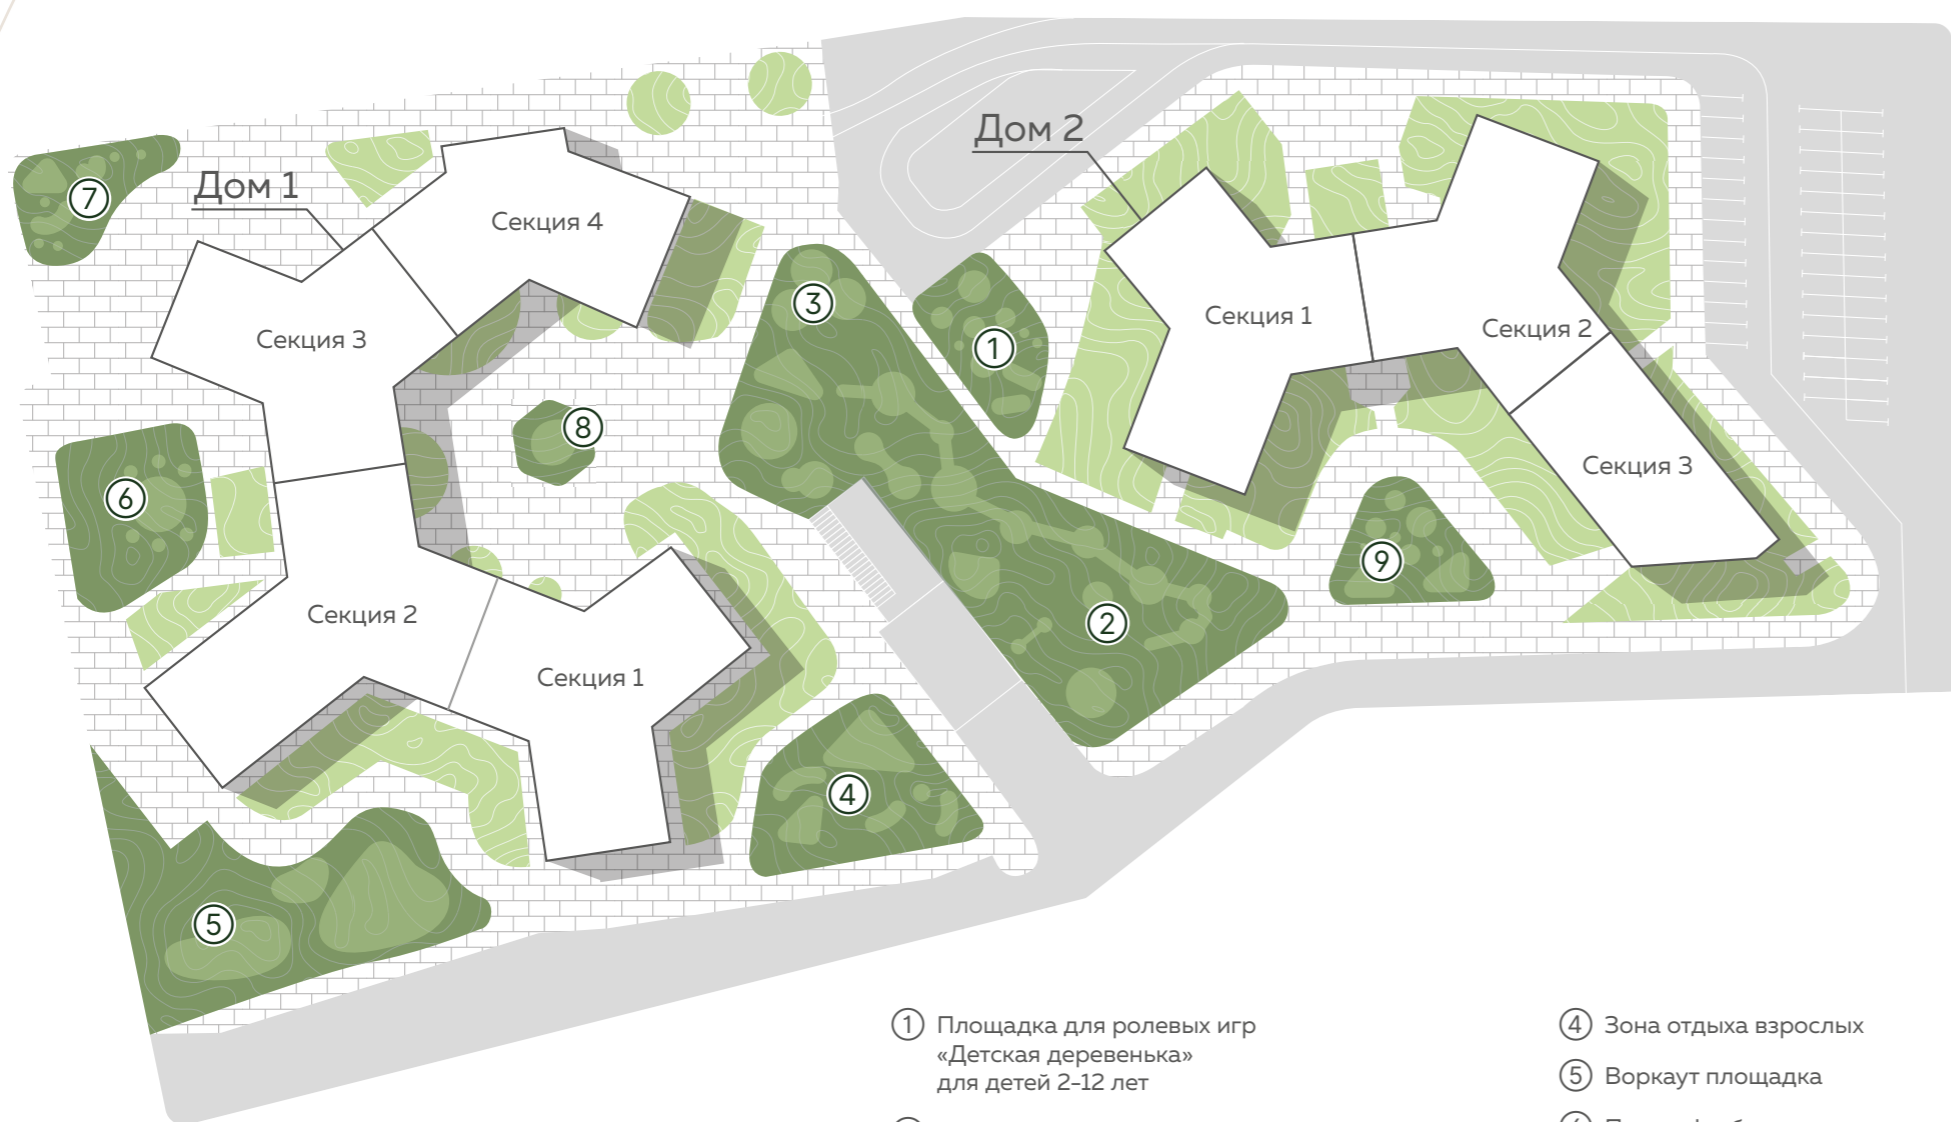 Дом 1
Дом 2
Секция 4
Секция 3
Секция 2
Секция 1
Секция 1
Секция 2
Секция 3
7
3
1
8
6
9
2
4
5
1 Площадка для ролевых игр
«Детская деревенька»
для детей 2-12 лет
4 Зона отдыха взрослых
5 Воркаут площадка